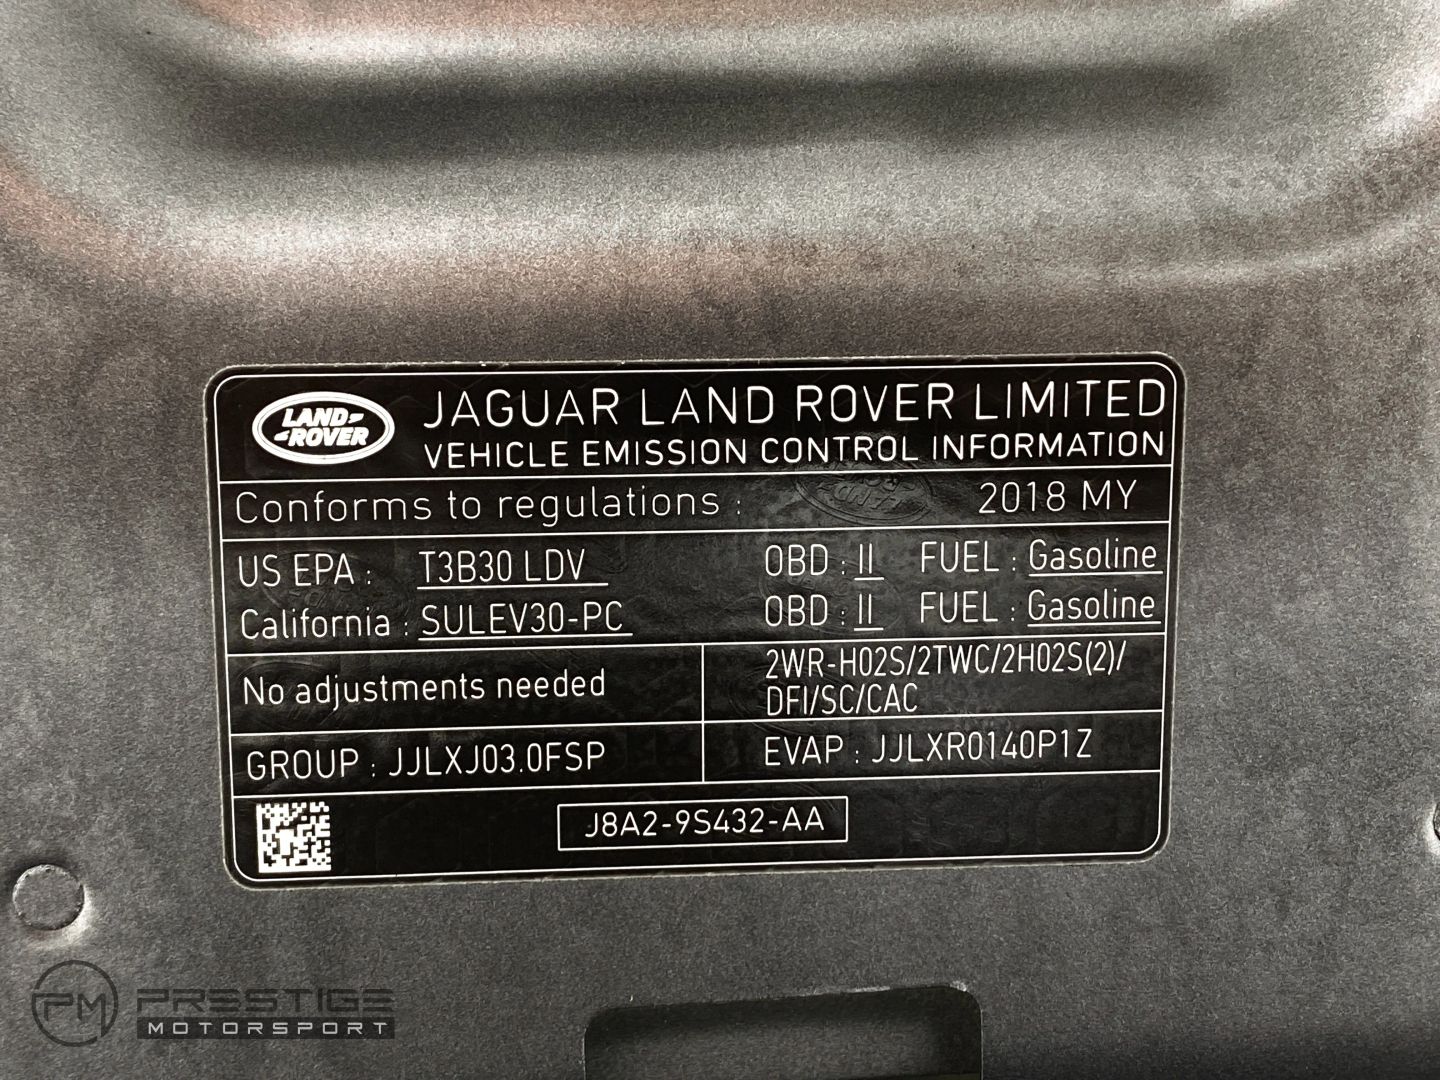 LAND-
-ROVER
JAGUAR LAND ROVER LIMITED
VEHICLE EMISSION CONTROL INFORMATION
Conforms to regulations : 2018 MY
US EPA : T3B30 LDV OBD : II FUEL : Gasoline
California : SULEV30-PC OBD : II FUEL : Gasoline
No adjustments needed
2WR-HO2S/2TWC/2HO2S(2)/
DFI/SC/CAC
GROUP : JJLXJ03.0FSP EVAP : JJLXR0140P1Z
J8A2-9S432-AA
PM PRESTIGE
MOTORSPORT